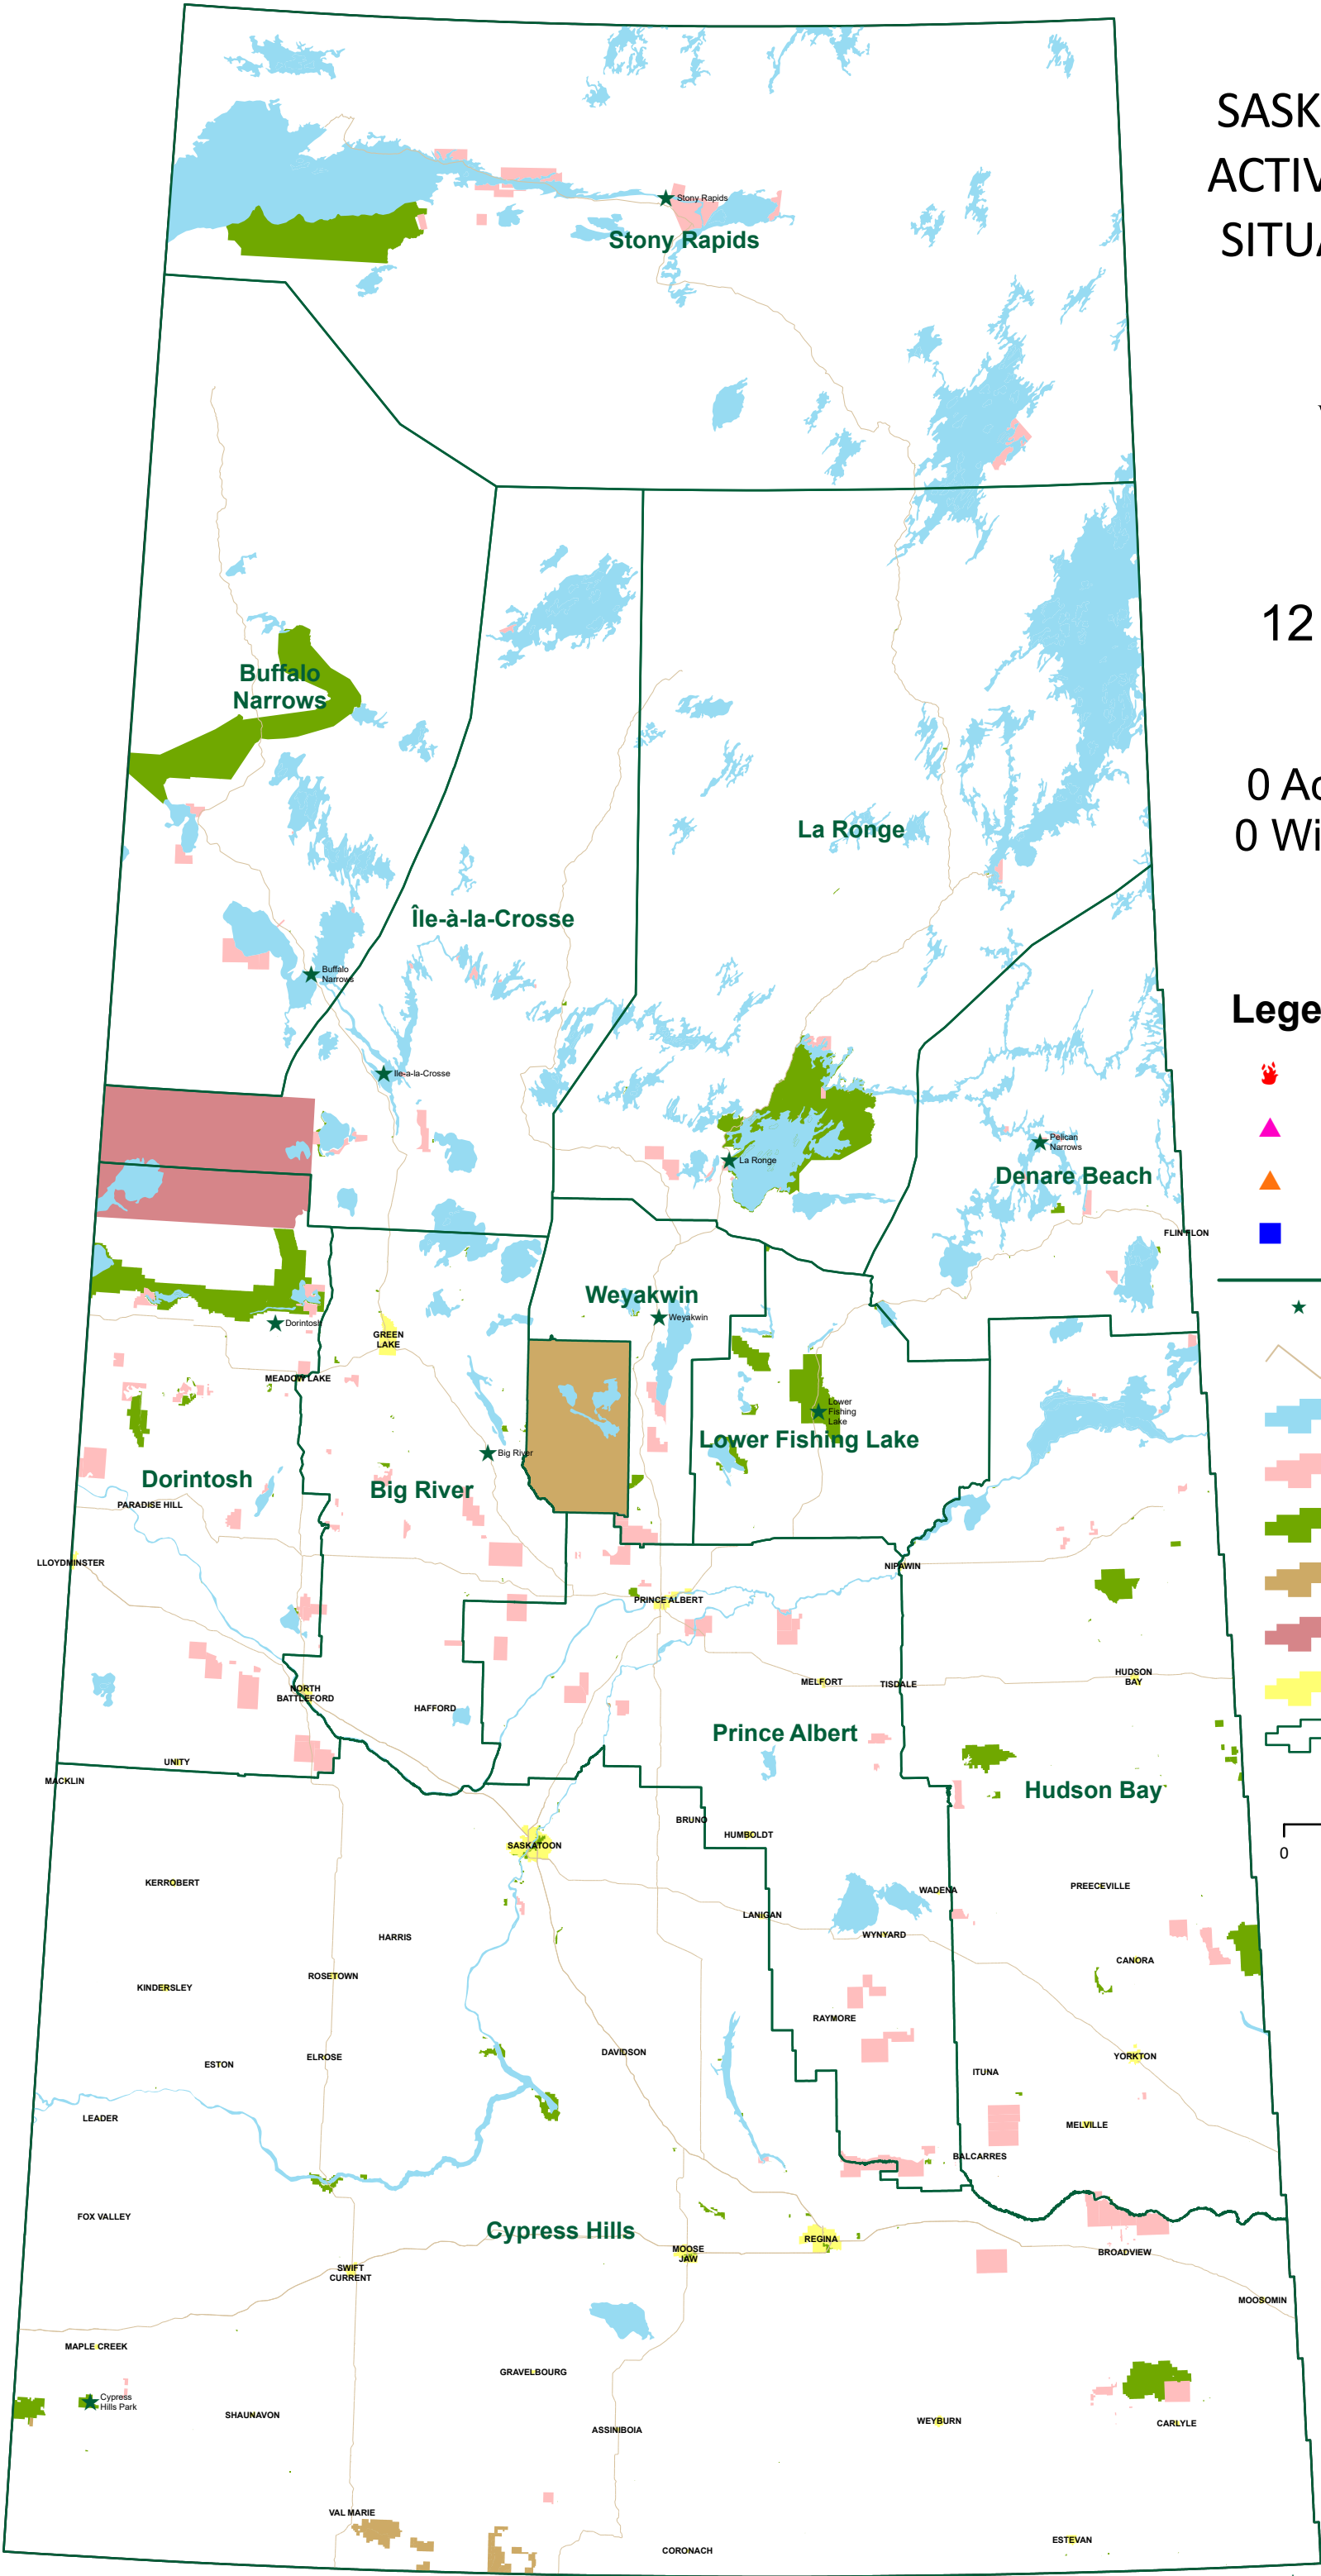 SASK
ACTIV
SITUA
12
0 Ac
0 Wi
Lege
0
Stony Rapids
Stony Rapids
Buffalo
Narrows
La Ronge
Île-à-la-Crosse
Buffalo
Narrows
Ile-a-la-Crosse
Pelican
Narrows
La Ronge
Denare Beach
FLIN FLON
Weyakwin
Weyakwin
Dorintosh
GREEN
LAKE
MEADOW LAKE
Lower
Fishing
Lake
Lower Fishing Lake
Big River
Dorintosh
Big River
PARADISE HILL
LLOYDMINSTER
NIPAWIN
PRINCE ALBERT
HUDSON
BAY
MELFORT
TISDALE
NORTH
BATTLEFORD
HAFFORD
Prince Albert
UNITY
MACKLIN
Hudson Bay
BRUNO
HUMBOLDT
SASKATOON
KERROBERT
PREECEVILLE
WADENA
LANIGAN
WYNYARD
HARRIS
CANORA
ROSETOWN
KINDERSLEY
RAYMORE
DAVIDSON
YORKTON
ELROSE
ESTON
ITUNA
LEADER
MELVILLE
BALCARRES
FOX VALLEY
Cypress Hills
REGINA
MOOSE
JAW
BROADVIEW
SWIFT
CURRENT
MOOSOMIN
MAPLE CREEK
GRAVELBOURG
Cypress
Hills Park
SHAUNAVON
WEYBURN
CARLYLE
ASSINIBOIA
VAL MARIE
ESTEVAN
CORONACH